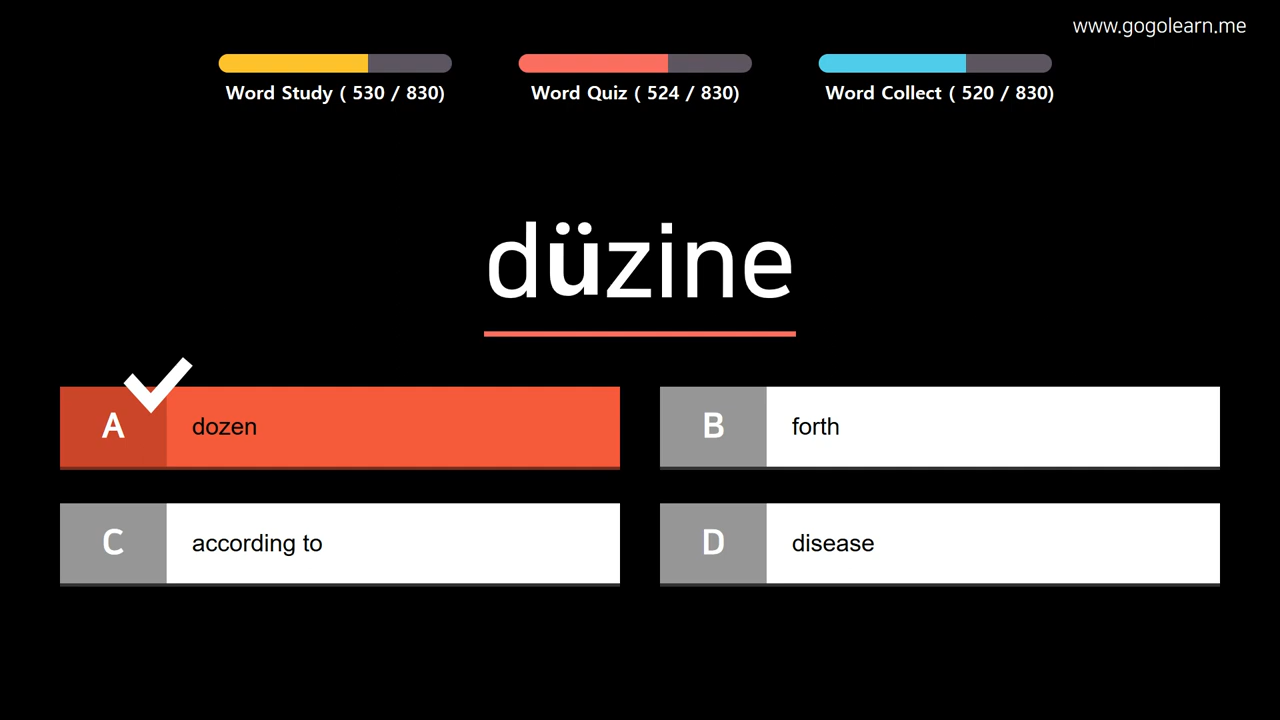 www.gogolearn.me
Word Study ( 530 / 830)
Word Quiz ( 524 / 830)
Word Collect ( 520 / 830)
düzine
A dozen
B forth
C according to
D disease